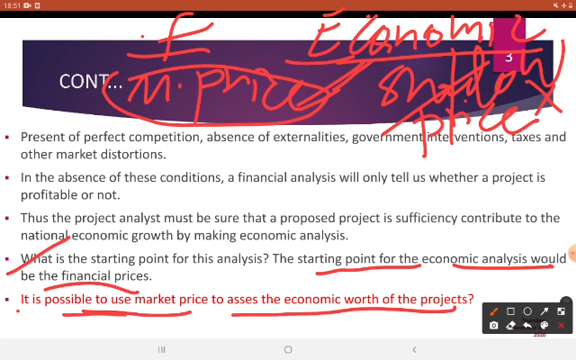 18:51
F Economic
3
CONT... M. price shadow
price
Present of perfect competition, absence of externalities, government interventions, taxes and
other market distortions.
In the absence of these conditions, a financial analysis will only tell us whether a project is
profitable or not.
Thus the project analyst must be sure that a proposed project is sufficiency contribute to the
national economic growth by making economic analysis.
What is the starting point for this analysis? The starting point for the economic analysis would
be the financial prices.
It is possible to use market price to asses the economic worth of the projects?
2020